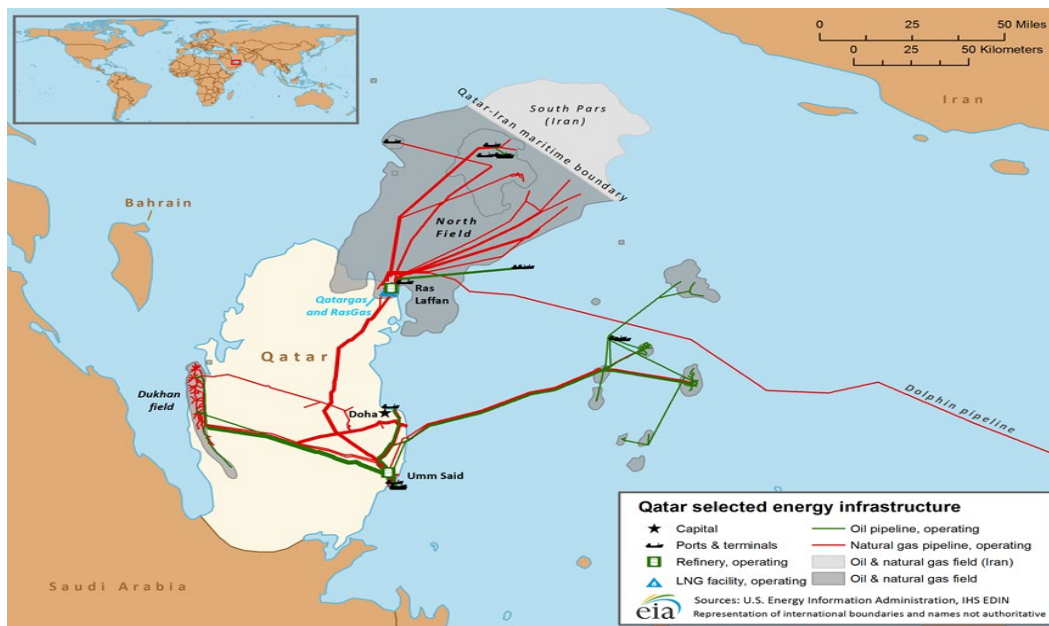 0 25 50 Miles
0 25 50 Kilometers
Iran
South Pars
(Iran)
Qatar-Iran maritime boundary
Bahrain
North
Field
Ras
Laffan
Qatargas
and RasGas
Qatar
Dukhan
field
Doha
Dolphin pipeline
Umm Said
Saudi Arabia
Qatar selected energy infrastructure
Capital
Ports & terminals
Refinery, operating
LNG facility, operating
Oil pipeline, operating
Natural gas pipeline, operating
Oil & natural gas field (Iran)
Oil & natural gas field
eia
Sources: U.S. Energy Information Administration, IHS EDIN
Representation of international boundaries and names not authoritative